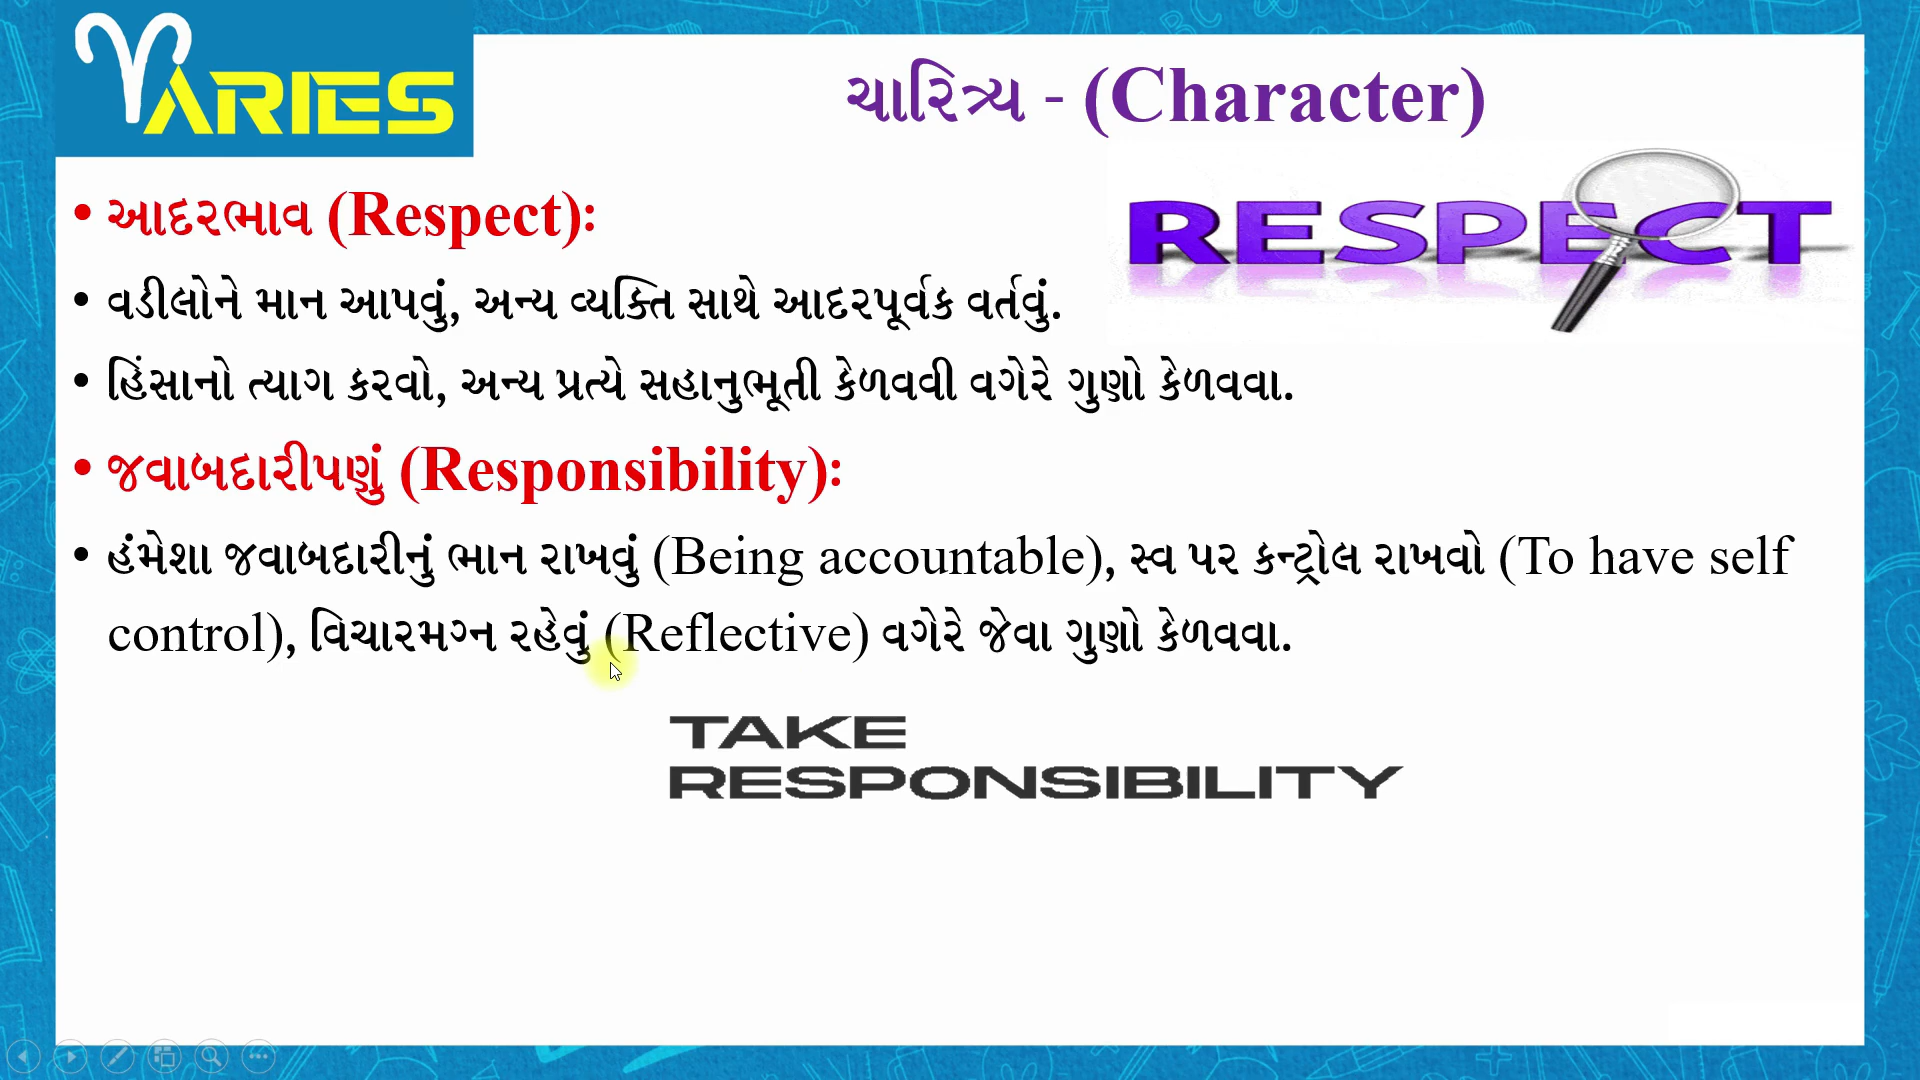 ARIES
ચારિત્ર્ય - (Character)
RESPECT
• આદરભાવ (Respect):
• વડીલોને માન આપવું, અન્ય વ્યક્તિ સાથે આદરપૂર્વક વર્તવું.
• હિંસાનો ત્યાગ કરવો, અન્ય પ્રત્યે સહાનુભૂતી કેળવવી વગેરે ગુણો કેળવવા.
• જવાબદારીપણું (Responsibility):
• હંમેશા જવાબદારીનું ભાન રાખવું (Being accountable), સ્વ પર કન્ટ્રોલ રાખવો (To have self
control), વિચારમગ્ન રહેવું (Reflective) વગેરે જેવા ગુણો કેળવવા.
TAKE
RESPONSIBILITY